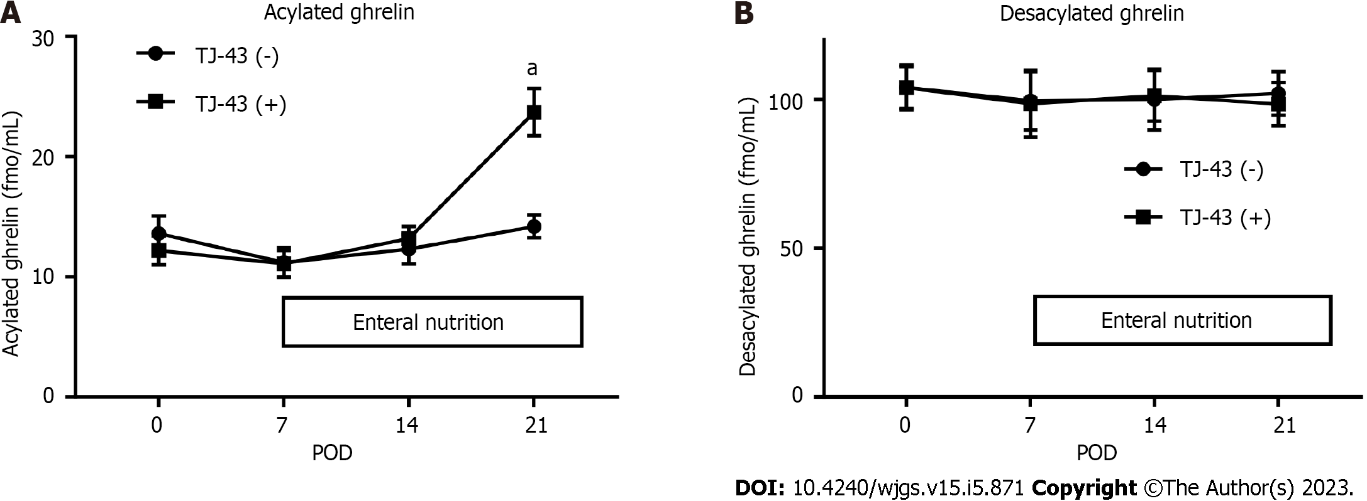 A
Acylated ghrelin
30
20
10
0
Acylated ghrelin (fmo/mL)
TJ-43 (-)
TJ-43 (+)
a
Enteral nutrition
0 7 14 21
POD
B
Desacylated ghrelin
100
50
0
Desacylated ghrelin (fmo/mL)
TJ-43 (-)
TJ-43 (+)
Enteral nutrition
0 7 14 21
POD
DOI: 10.4240/wjgs.v15.i5.871 Copyright ©The Author(s) 2023.